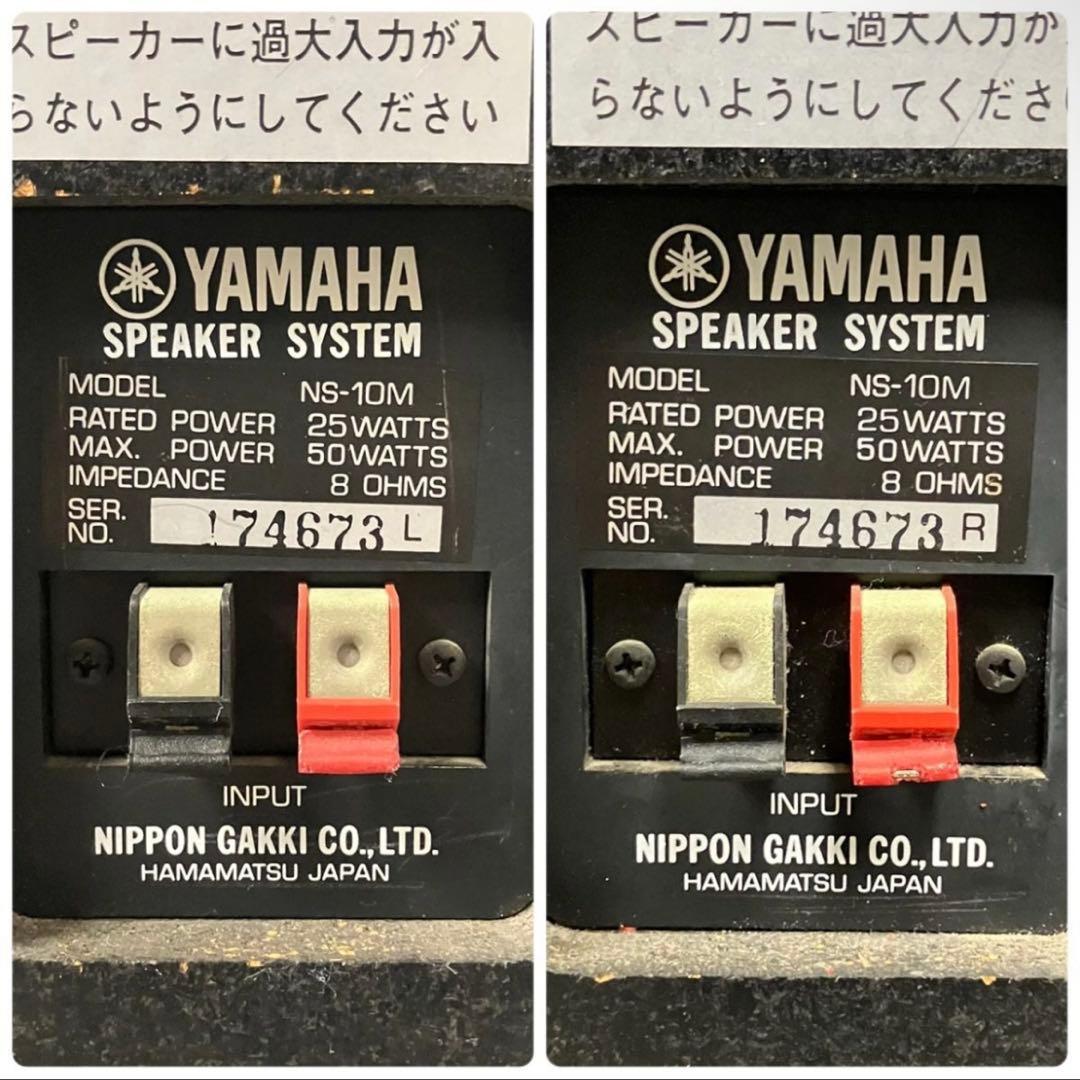 スピーカーに過大入力が入
らないようにしてください
YAMAHA
SPEAKER SYSTEM
MODEL NS-10M
RATED POWER 25WATTS
MAX. POWER 50WATTS
IMPEDANCE 8 OHMS
SER. NO. 174673 L
INPUT
NIPPON GAKKI CO.,LTD.
HAMAMATSU JAPAN
スピーカーに過大入力が
らないようにしてくださ
YAMAHA
SPEAKER SYSTEM
MODEL NS-10M
RATED POWER 25WATTS
MAX. POWER 50WATTS
IMPEDANCE 8 OHMS
SER. NO. 174673 R
INPUT
NIPPON GAKKI CO.,LTD.
HAMAMATSU JAPAN